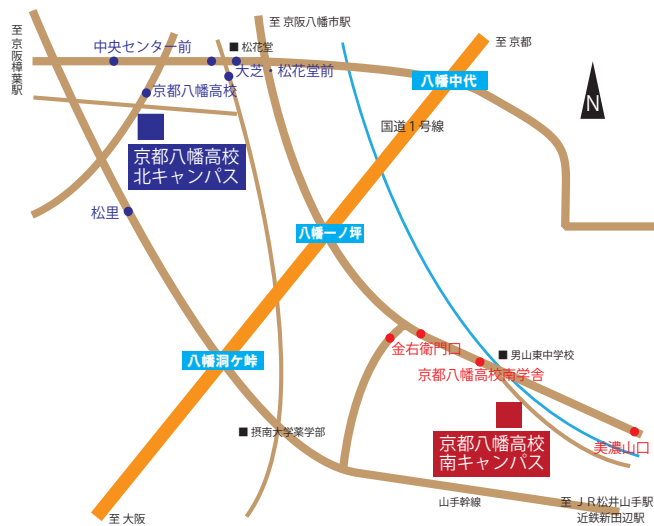 至 京阪八幡市駅
至 京阪樟葉駅
中央センター前
■ 松花堂
至 京都
大芝・松花堂前
八幡中代
京都八幡高校
N
国道1号線
京都八幡高校
北キャンパス
松里
八幡一ノ坪
金右衛門口
■ 男山東中学校
八幡洞ケ峠
京都八幡高校南学舎
■ 摂南大学薬学部
京都八幡高校
南キャンパス
美濃山口
山手幹線
至 JR松井山手駅
近鉄新田辺駅
至 大阪